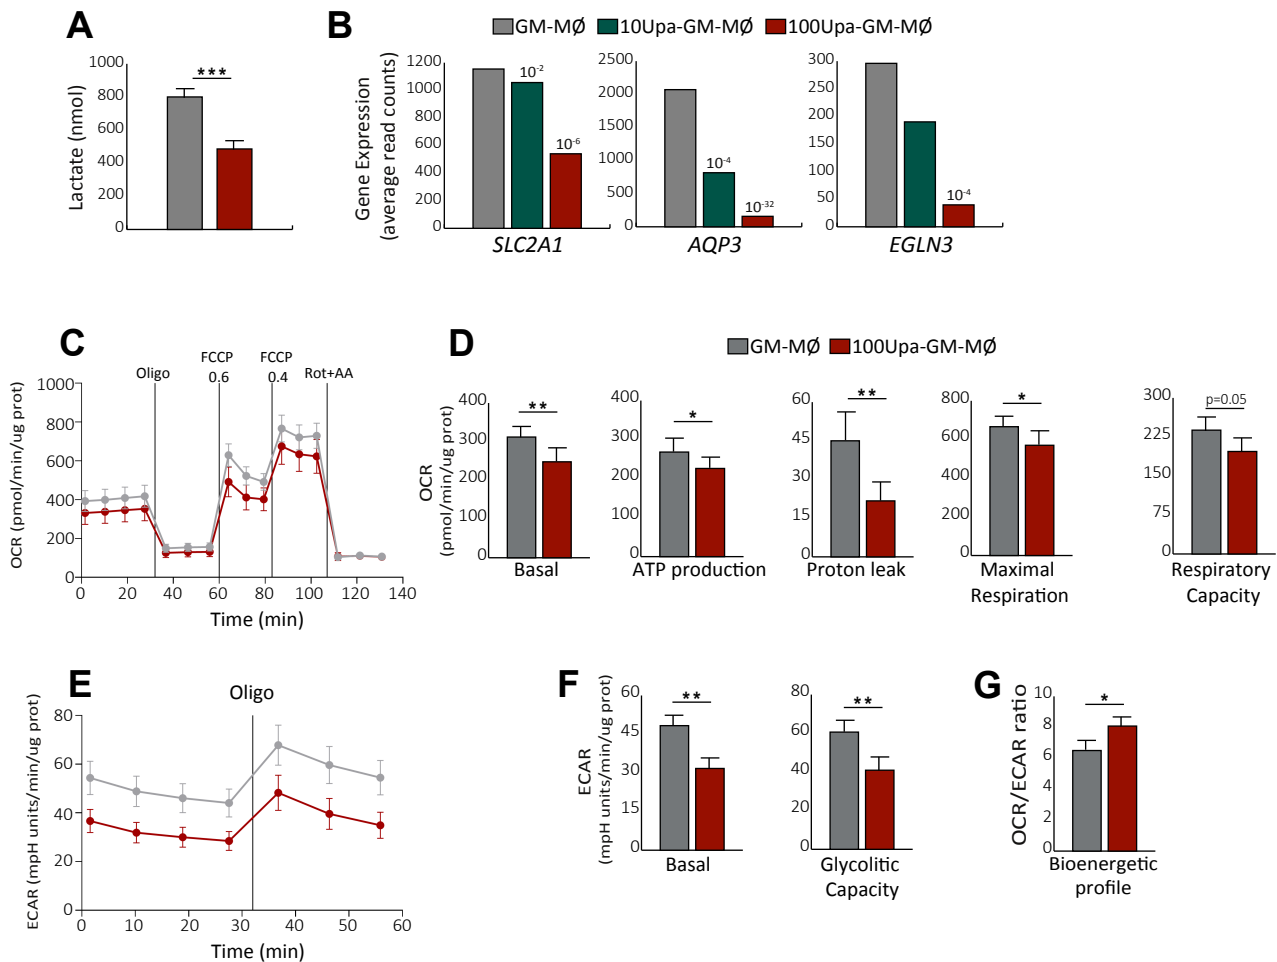 A
Lactate (nmol)
1000
800
600
400
200
0
***
B
GM-MØ
10Upa-GM-MØ
100Upa-GM-MØ
Gene Expression
(average read counts)
1200
1000
800
600
400
200
0
10-2
10-6
SLC2A1
2500
2000
1500
1000
500
0
10-4
10-32
AQP3
300
250
200
150
100
50
0
10-4
EGLN3
C
OCR (pmol/min/ug prot)
1000
800
600
400
200
0
Oligo
FCCP
0.6
FCCP
0.4
Rot+AA
0 20 40 60 80 100 120 140
Time (min)
D
GM-MØ
100Upa-GM-MØ
OCR
(pmol/min/ug prot)
400
300
200
100
0
**
Basal
400
300
200
100
0
*
ATP production
60
45
30
15
0
**
Proton leak
800
600
400
200
0
*
Maximal
Respiration
300
225
150
75
0
p=0.05
Respiratory
Capacity
E
ECAR (mpH units/min/ug prot)
80
60
40
20
0
Oligo
0 10 20 30 40 50 60
Time (min)
F
ECAR
(mpH units/min/ug prot)
60
45
30
15
0
**
Basal
80
60
40
20
0
**
Glycolitic
Capacity
G
OCR/ECAR ratio
10
8
6
4
2
0
*
Bioenergetic
profile